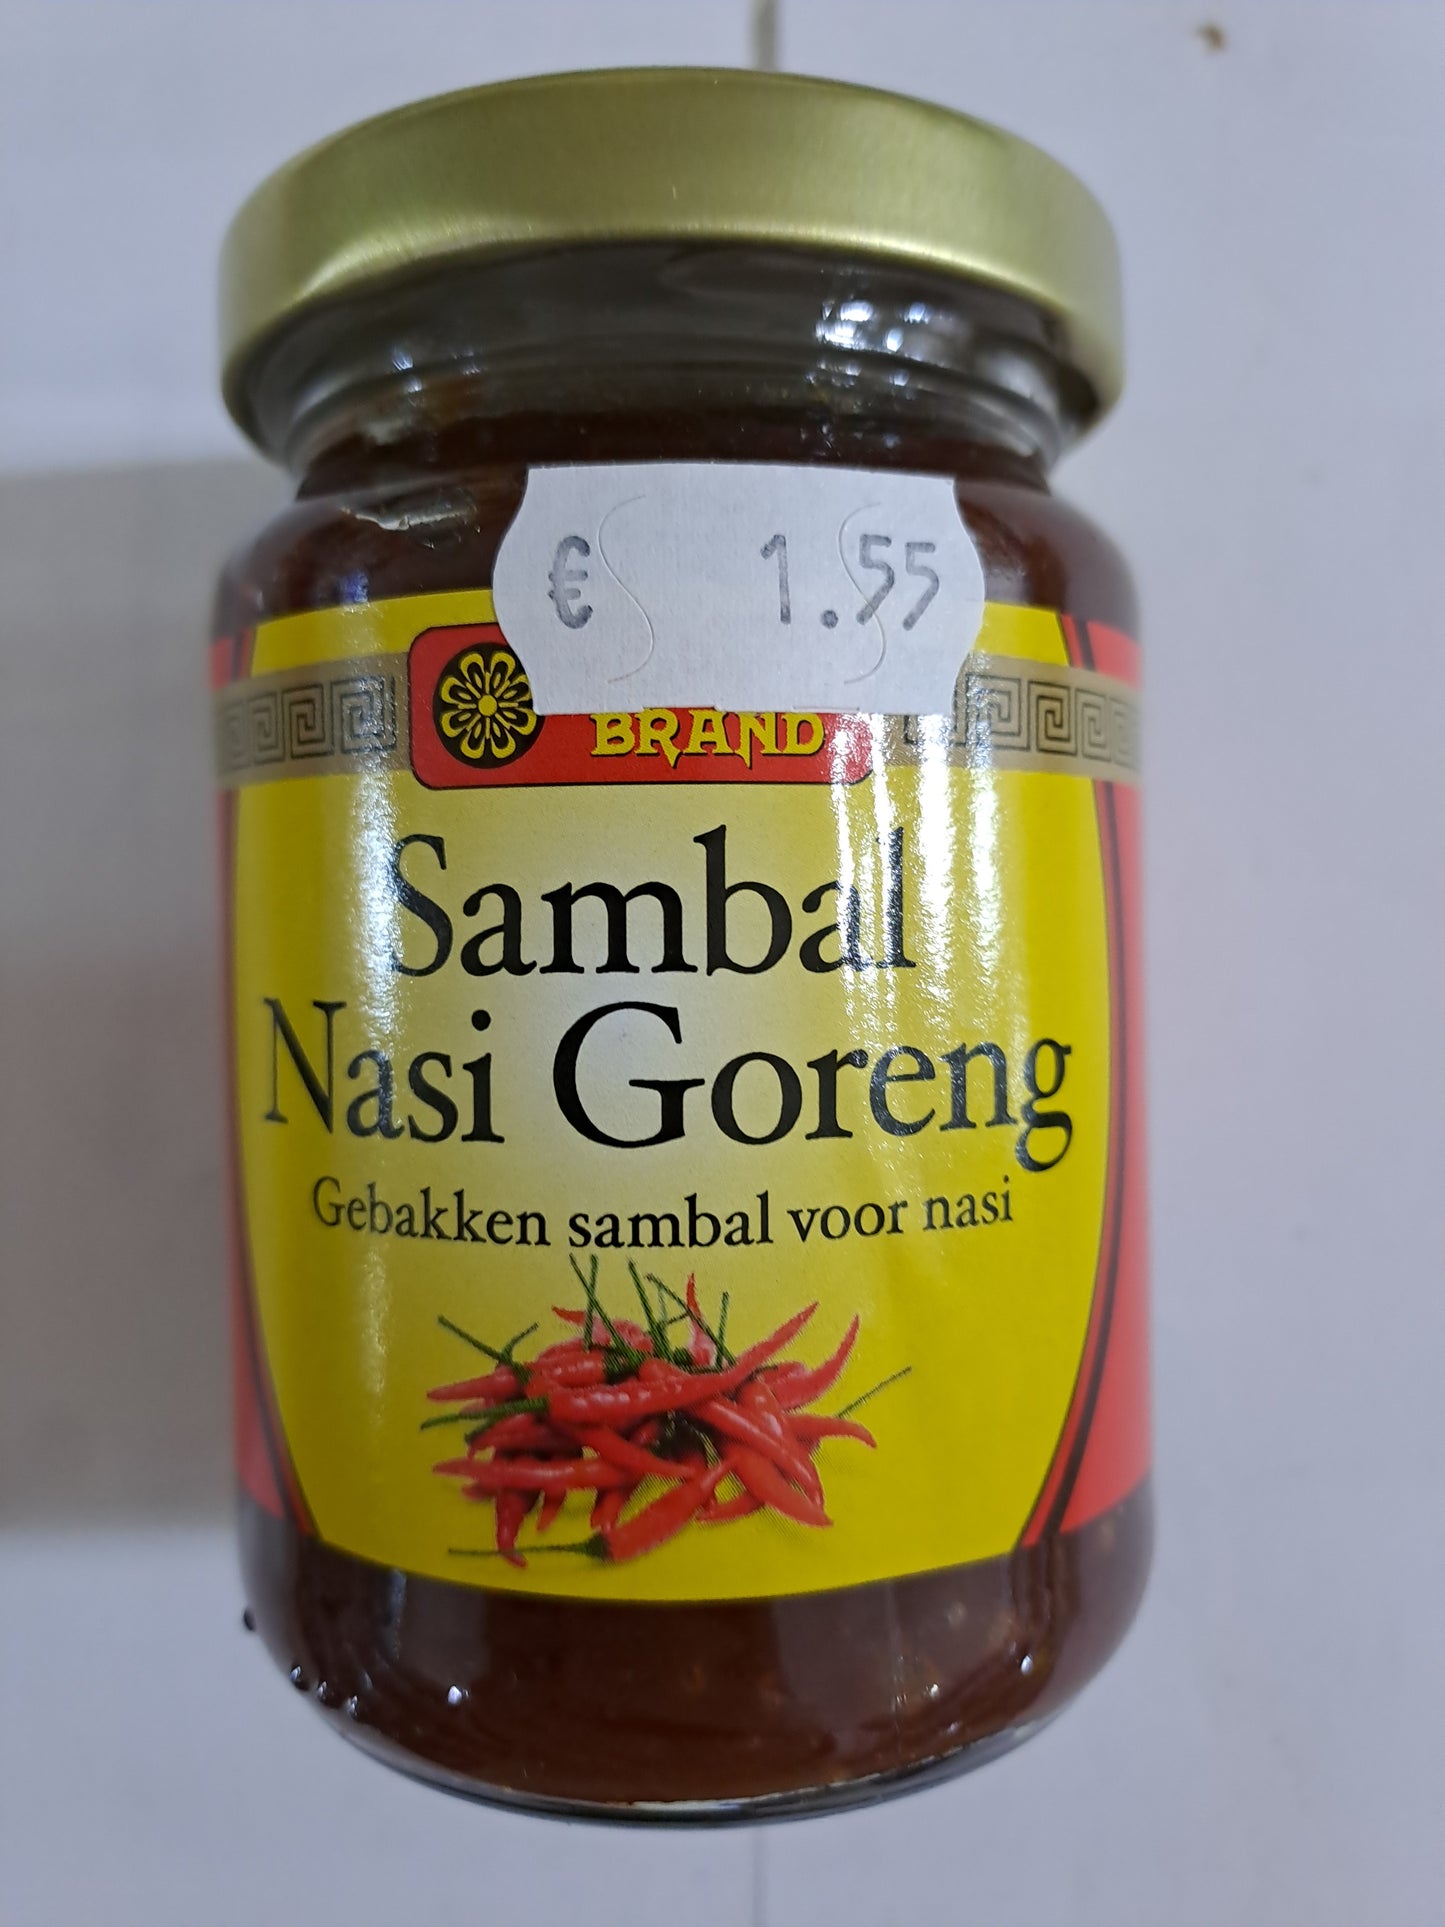 € 1.55
BRAND
Sambal
Nasi Goreng
Gebakken sambal voor nasi